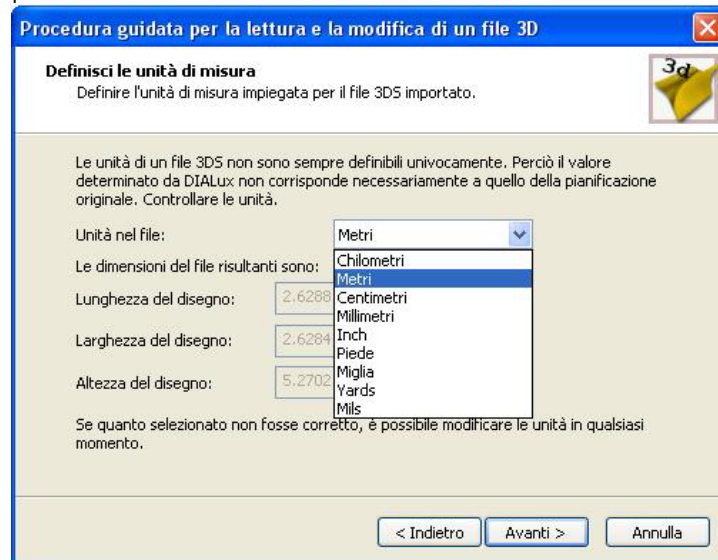 Procedura guidata per la lettura e la modifica di un file 3D
Definisci le unità di misura
Definire l'unità di misura impiegata per il file 3DS importato.
3d
Le unità di un file 3DS non sono sempre definibili univocamente. Perciò il valore
determinato da DIALux non corrisponde necessariamente a quello della pianificazione
originale. Controllare le unità.
Unità nel file:
Metri
Le dimensioni del file risultanti sono:
Chilometri
Metri
Lunghezza del disegno:
2.6288
Centimetri
Millimetri
Larghezza del disegno:
2.6284
Inch
Piede
Altezza del disegno:
5.2702
Miglia
Yards
Mils
Se quanto selezionato non fosse corretto, è possibile modificare le unità in qualsiasi
momento.
< Indietro
Avanti >
Annulla